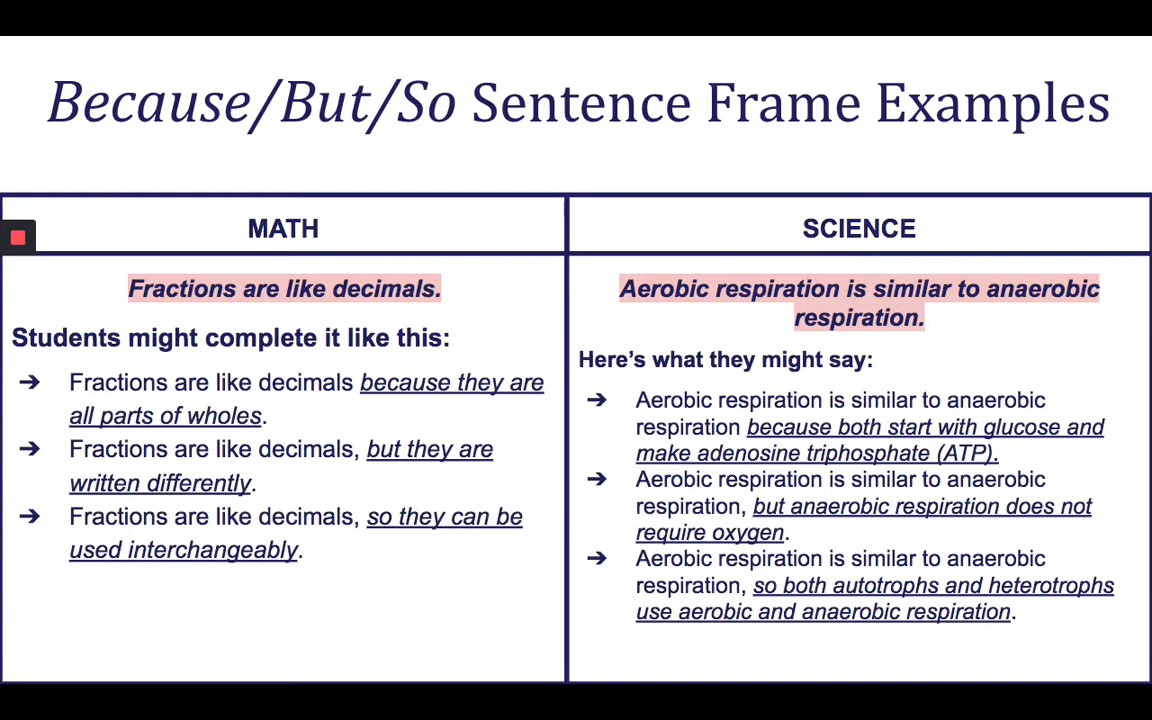 Because/But/So Sentence Frame Examples
MATH
Fractions are like decimals.
Students might complete it like this:
➔ Fractions are like decimals because they are
all parts of wholes.
➔ Fractions are like decimals, but they are
written differently.
➔ Fractions are like decimals, so they can be
used interchangeably.
SCIENCE
Aerobic respiration is similar to anaerobic
respiration.
Here’s what they might say:
➔ Aerobic respiration is similar to anaerobic
respiration because both start with glucose and
make adenosine triphosphate (ATP).
➔ Aerobic respiration is similar to anaerobic
respiration, but anaerobic respiration does not
require oxygen.
➔ Aerobic respiration is similar to anaerobic
respiration, so both autotrophs and heterotrophs
use aerobic and anaerobic respiration.